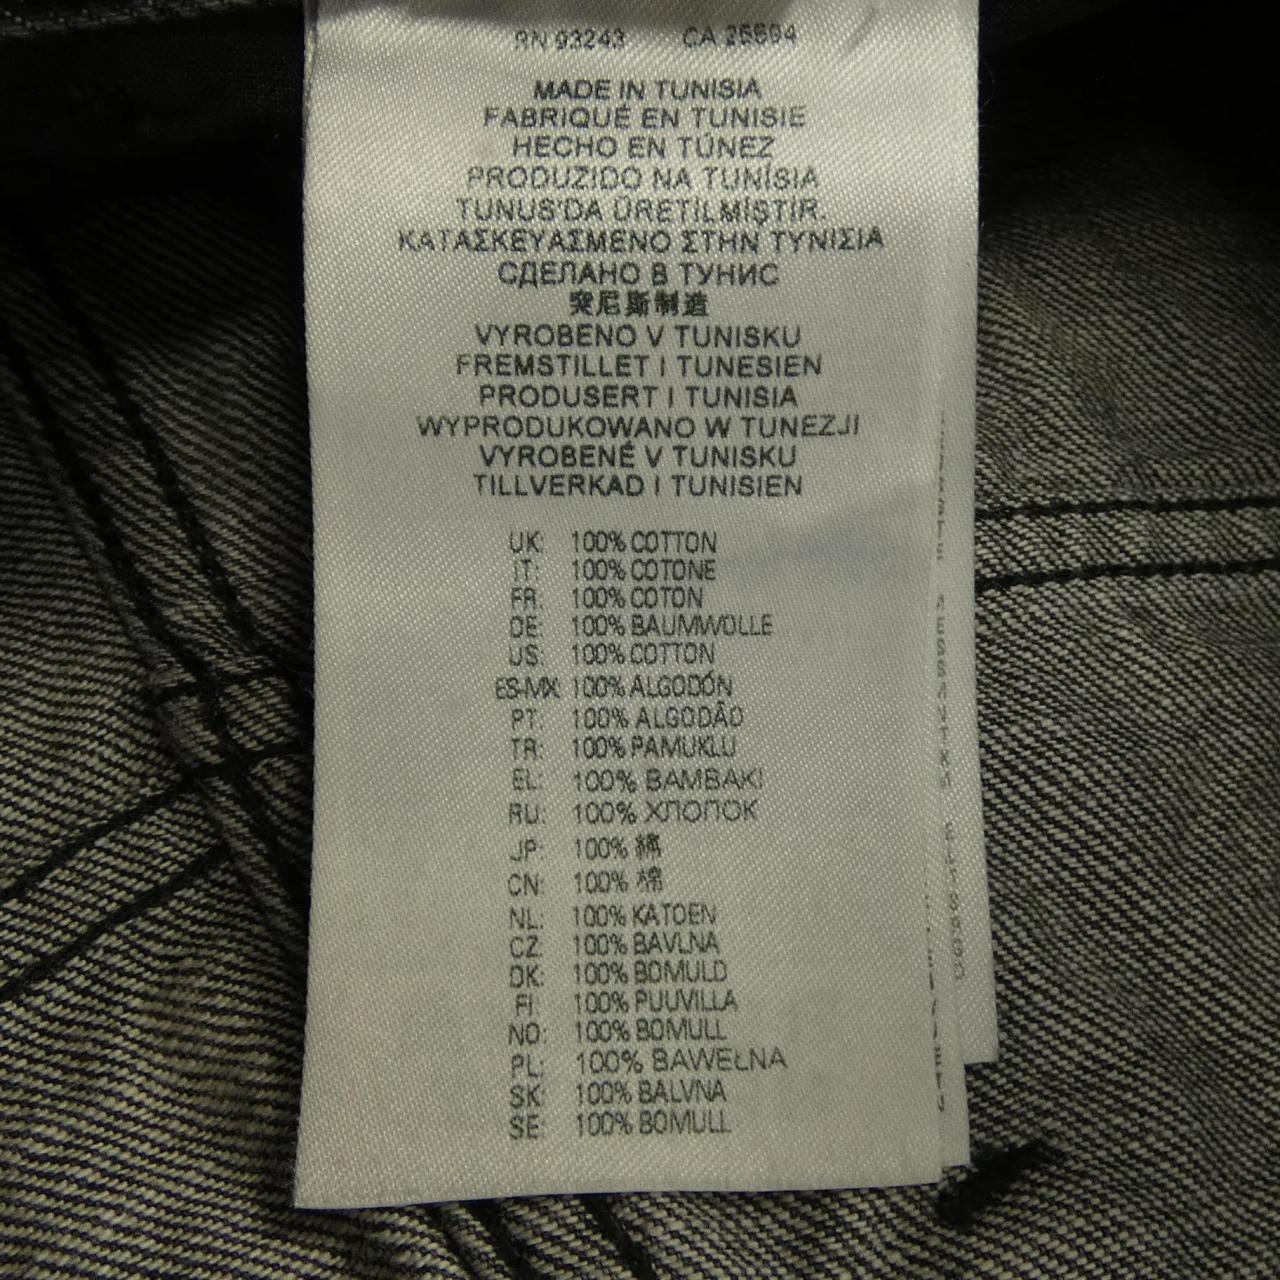 RN 93243 CA 25594
MADE IN TUNISIA
FABRIQUÉ EN TUNISIE
HECHO EN TÚNEZ
PRODUZIDO NA TUNÍSIA
TUNUS'DA ÜRETİLMİŞTİR.
ΚΑΤΑΣΚΕΥΑΣΜΕΝΟ ΣΤΗΝ ΤΥΝΙΣΙΑ
СДЕЛАНО В ТУНИС
突尼斯制造
VYROBENO V TUNISKU
FREMSTILLET I TUNESIEN
PRODUSERT I TUNISIA
WYPRODUKOWANO W TUNEZJI
VYROBENÉ V TUNISKU
TILLVERKAD I TUNISIEN
UK: 100% COTTON
IT: 100% COTONE
FR: 100% COTON
DE: 100% BAUMWOLLE
US: 100% COTTON
ES-MX: 100% ALGODÓN
PT: 100% ALGODÃO
TR: 100% PAMUKLU
EL: 100% ΒΑΜΒΑΚΙ
RU: 100% ХЛОПОК
JP: 100% 綿
CN: 100% 棉
NL: 100% KATOEN
CZ: 100% BAVLNA
DK: 100% BOMULD
FI: 100% PUUVILLA
NO: 100% BOMULL
PL: 100% BAWEŁNA
SK: 100% BALVNA
SE: 100% BOMULL